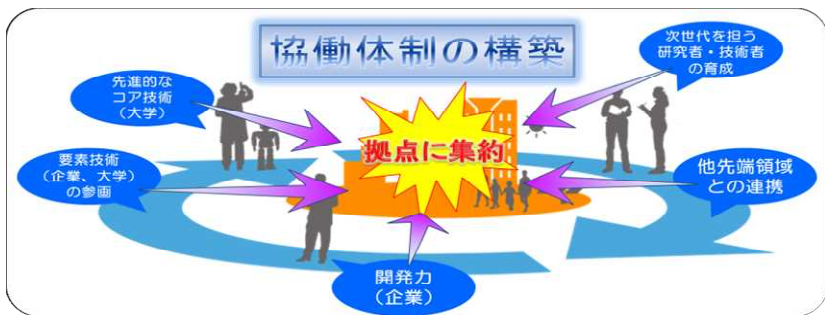 協働体制の構築
先進的な
コア技術
（大学）
次世代を担う
研究者・技術者
の育成
拠点に集約
要素技術
（企業、大学）
の参画
他先端領域
との連携
開発力
（企業）